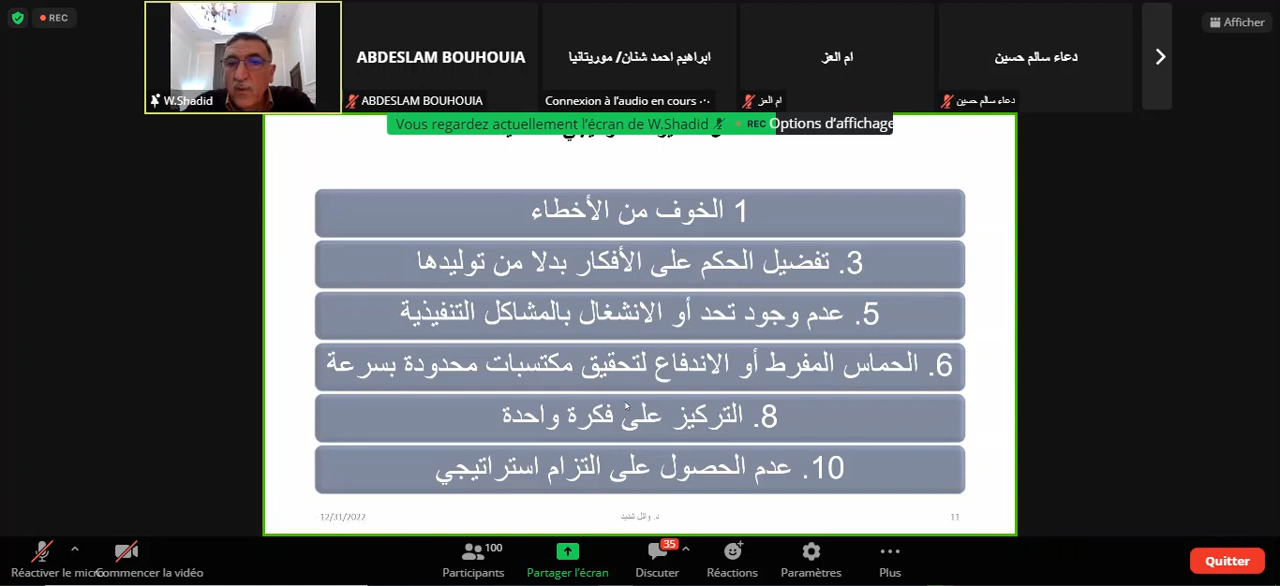 REC
Afficher
ABDESLAM BOUHOUIA
ابراهيم احمد شنان/ موريتانيا
ام العز
دعاء سالم حسين
W.Shadid
ABDESLAM BOUHOUIA
Connexion à l'audio en cours ···
ام العز
دعاء سالم حسين
Vous regardez actuellement l'écran de W.Shadid
REC
Options d'affichage
1 الخوف من الأخطاء
3. تفضيل الحكم على الأفكار بدلا من توليدها
5. عدم وجود تحد أو الانشغال بالمشاكل التنفيذية
6. الحماس المفرط أو الاندفاع لتحقيق مكتسبات محدودة بسرعة
8. التركيز على فكرة واحدة
10. عدم الحصول على التزام استراتيجي
12/31/2022
د. وائل شديد
11
100
35
Réactiver le micro
Commencer la vidéo
Participants
Partager l'écran
Discuter
Réactions
Paramètres
Plus
Quitter